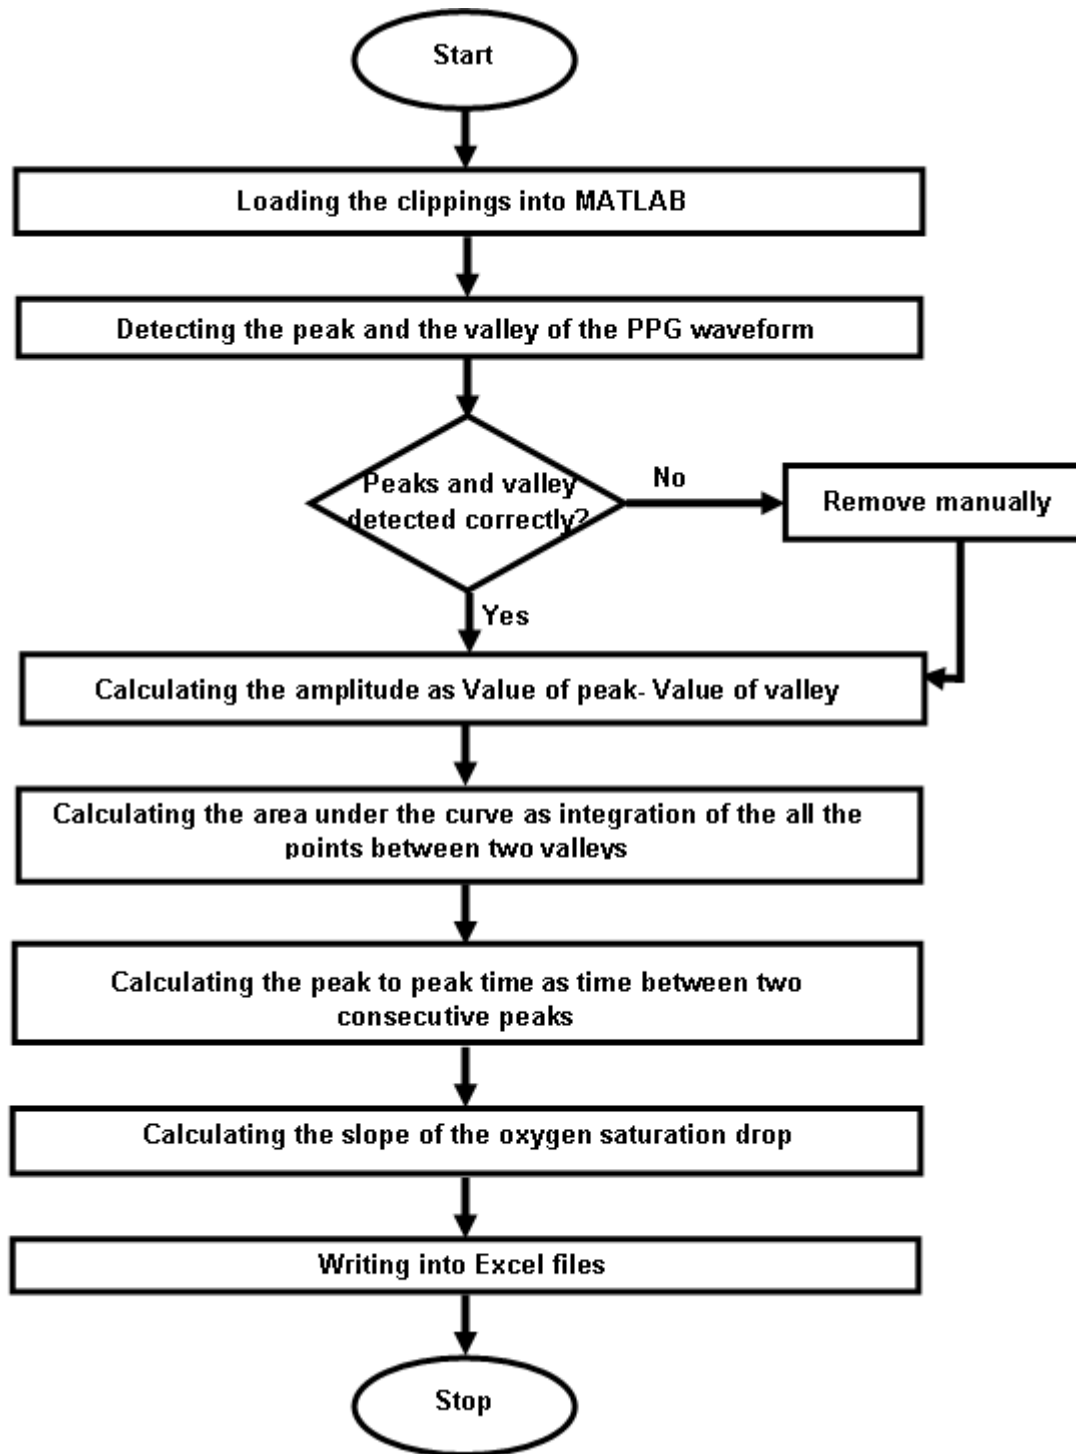 Start
Loading the clippings into MATLAB
Detecting the peak and the valley of the PPG waveform
Peaks and valley
detected correctly?
No
Remove manually
Yes
Calculating the amplitude as Value of peak- Value of valley
Calculating the area under the curve as integration of the all the
points between two valleys
Calculating the peak to peak time as time between two
consecutive peaks
Calculating the slope of the oxygen saturation drop
Writing into Excel files
Stop